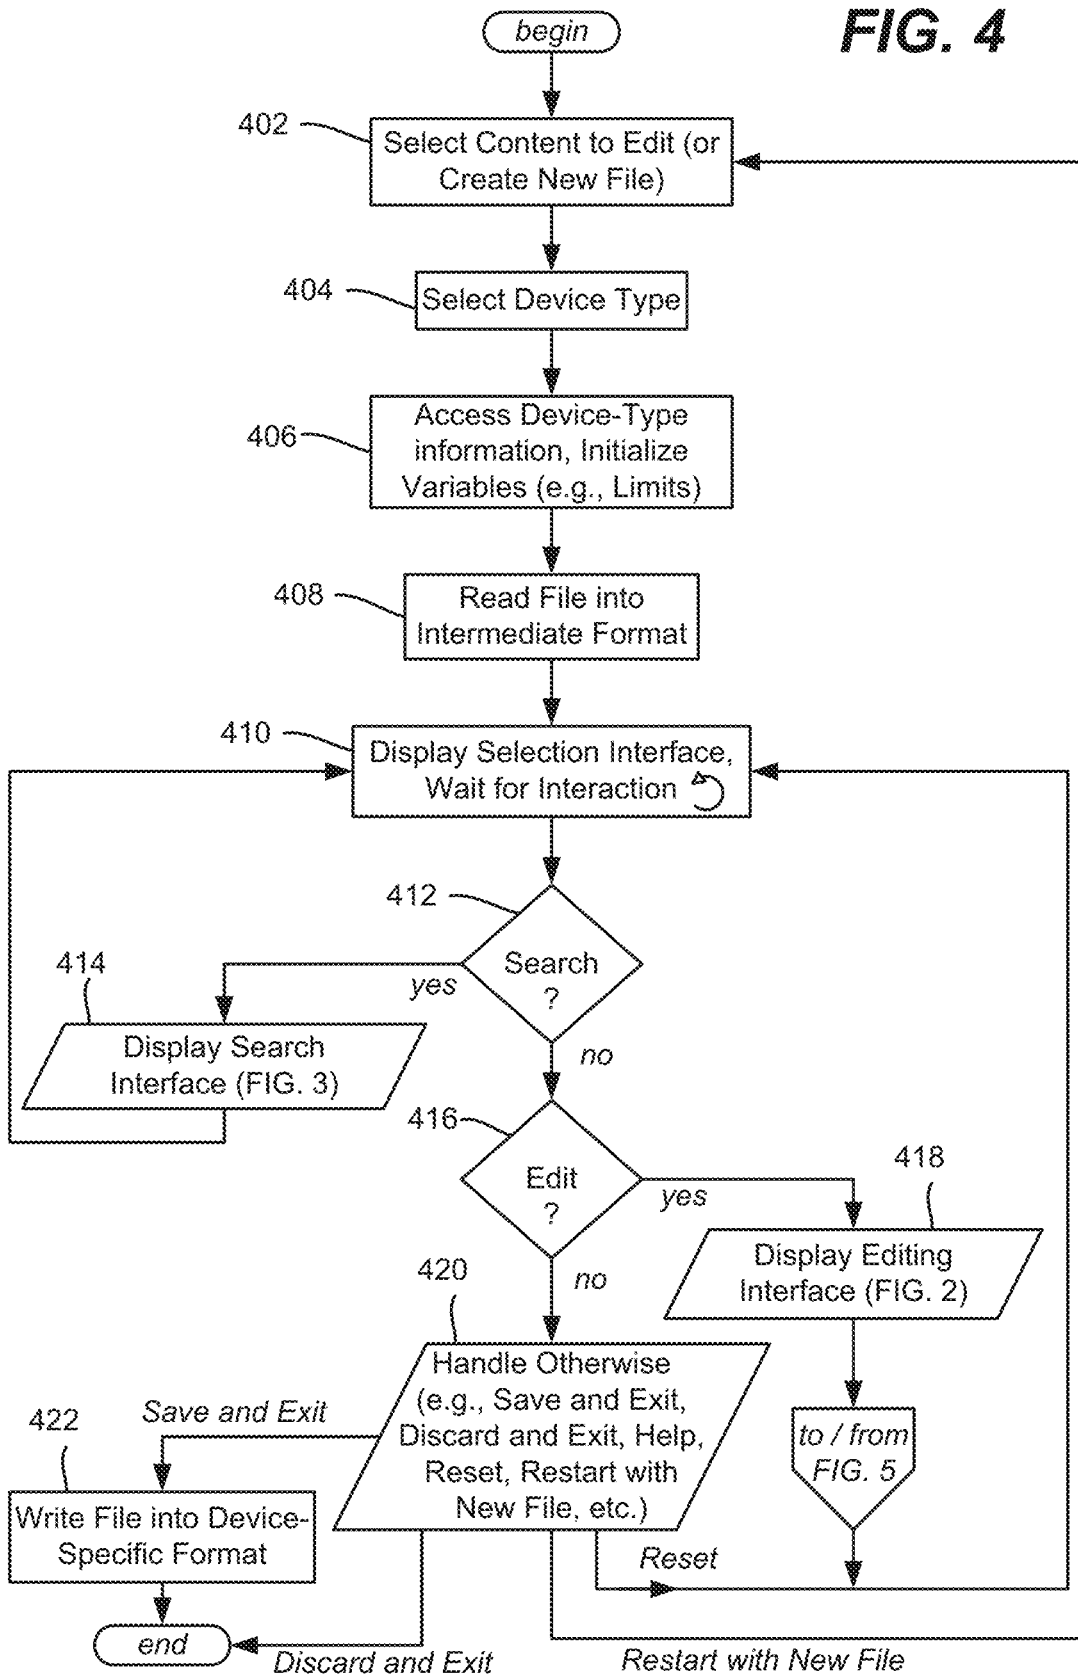 begin
FIG. 4
402
Select Content to Edit (or
Create New File)
404
Select Device Type
406
Access Device-Type
information, Initialize
Variables (e.g., Limits)
408
Read File into
Intermediate Format
410
Display Selection Interface,
Wait for Interaction
412
Search
?
yes
no
414
Display Search
Interface (FIG. 3)
416
Edit
?
yes
no
418
Display Editing
Interface (FIG. 2)
to / from
FIG. 5
420
Handle Otherwise
(e.g., Save and Exit,
Discard and Exit, Help,
Reset, Restart with
New File, etc.)
Save and Exit
422
Write File into Device-
Specific Format
Reset
end
Discard and Exit
Restart with New File